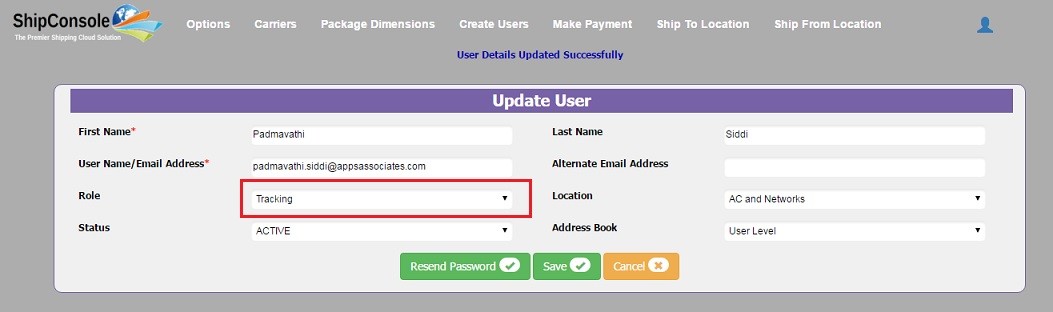 ShipConsole
The Premier Shipping Cloud Solution
Options Carriers Package Dimensions Create Users Make Payment Ship To Location Ship From Location
User Details Updated Successfully
Update User
First Name* Padmavathi Last Name Siddi
User Name/Email Address* padmavathi.siddi@appsassociates.com Alternate Email Address
Role Tracking Location AC and Networks
Status ACTIVE Address Book User Level
Resend Password Save Cancel